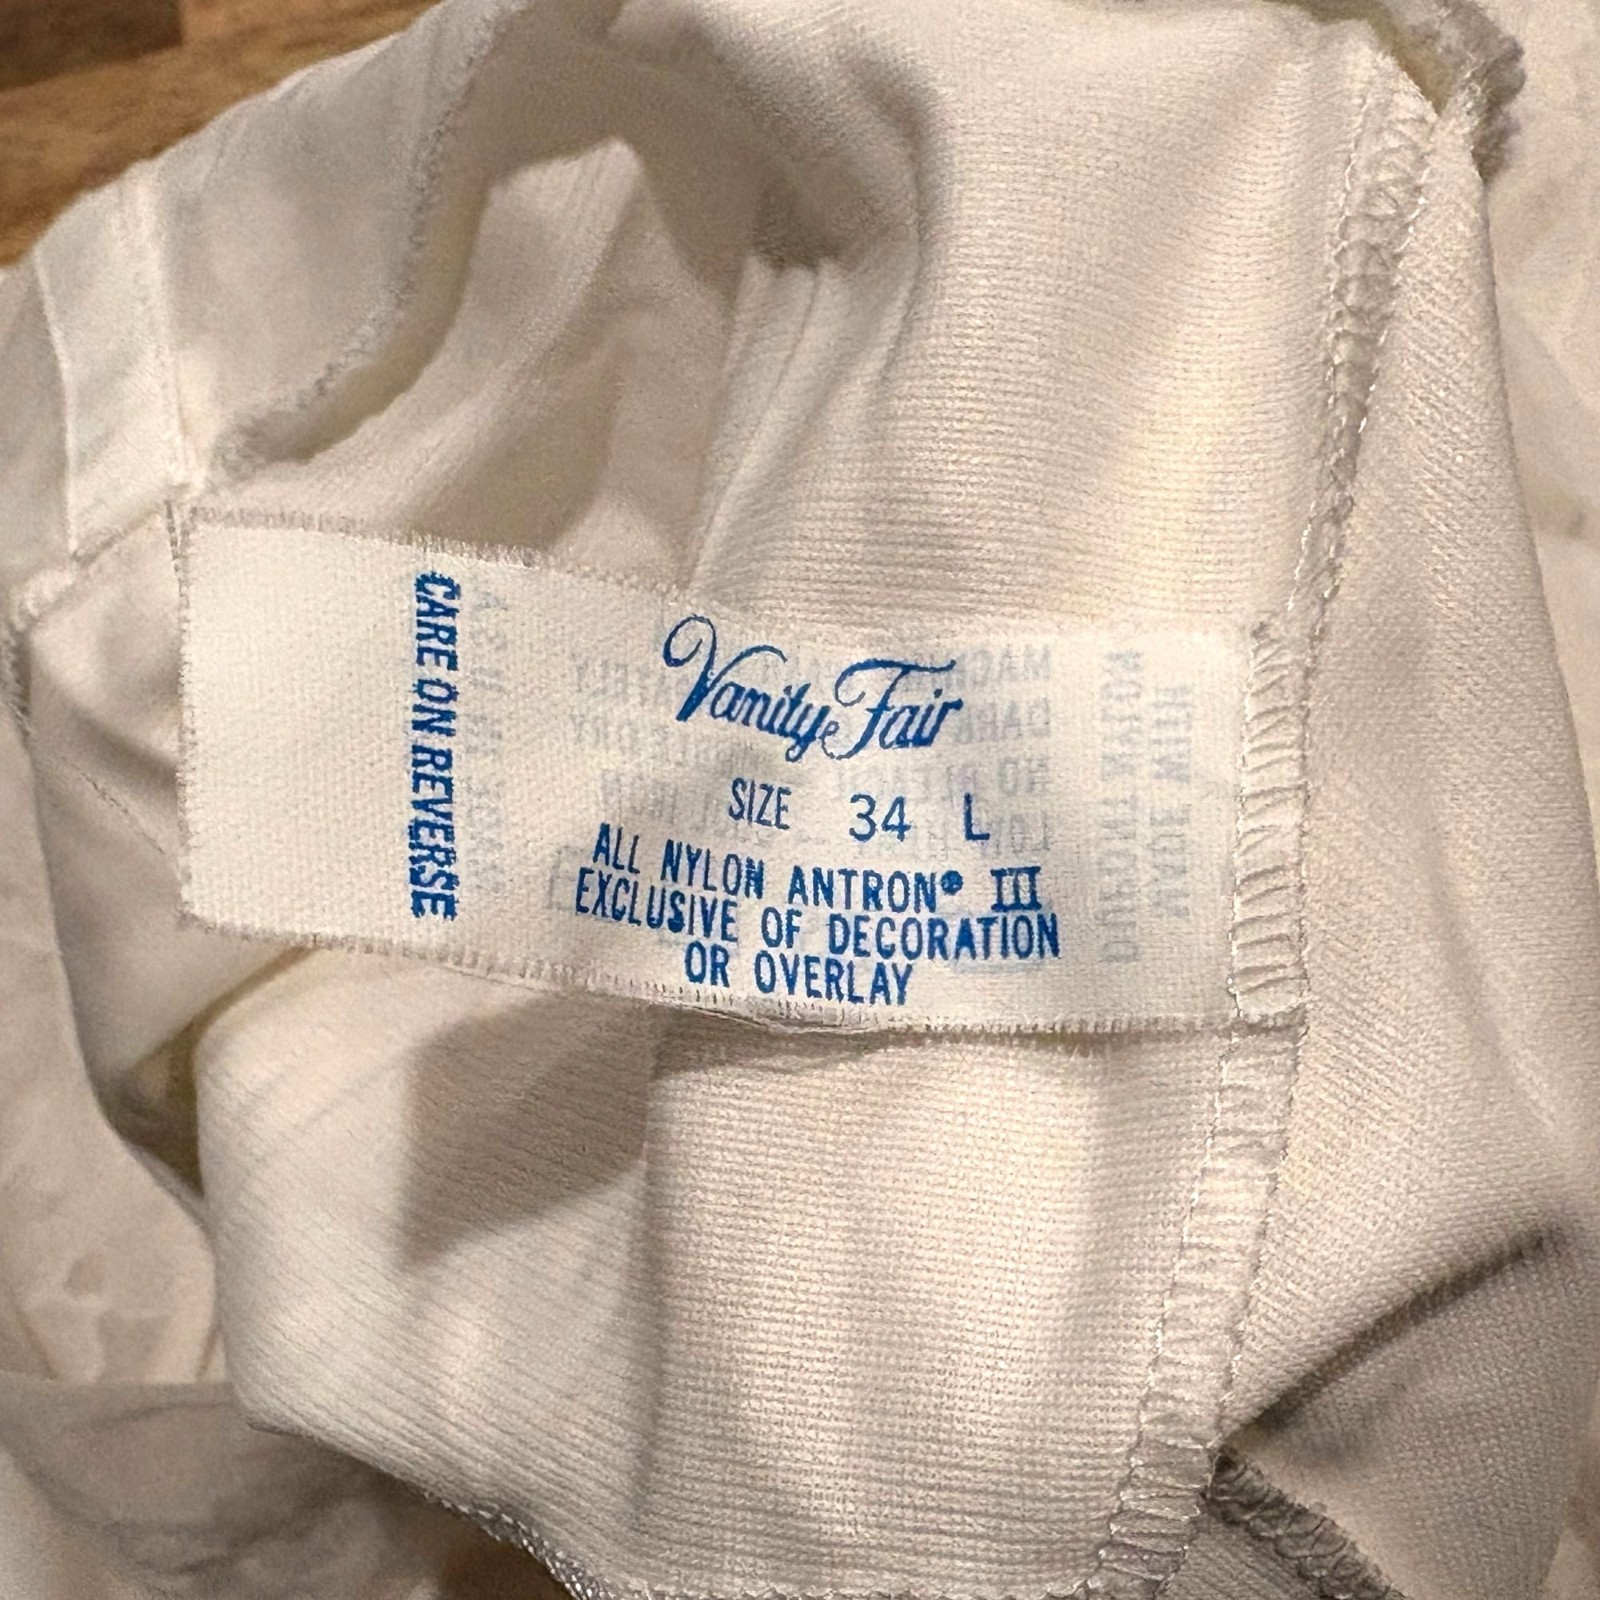 CARE ON REVERSE
Vanity Fair
SIZE 34 L
ALL NYLON ANTRON® III
EXCLUSIVE OF DECORATION
OR OVERLAY